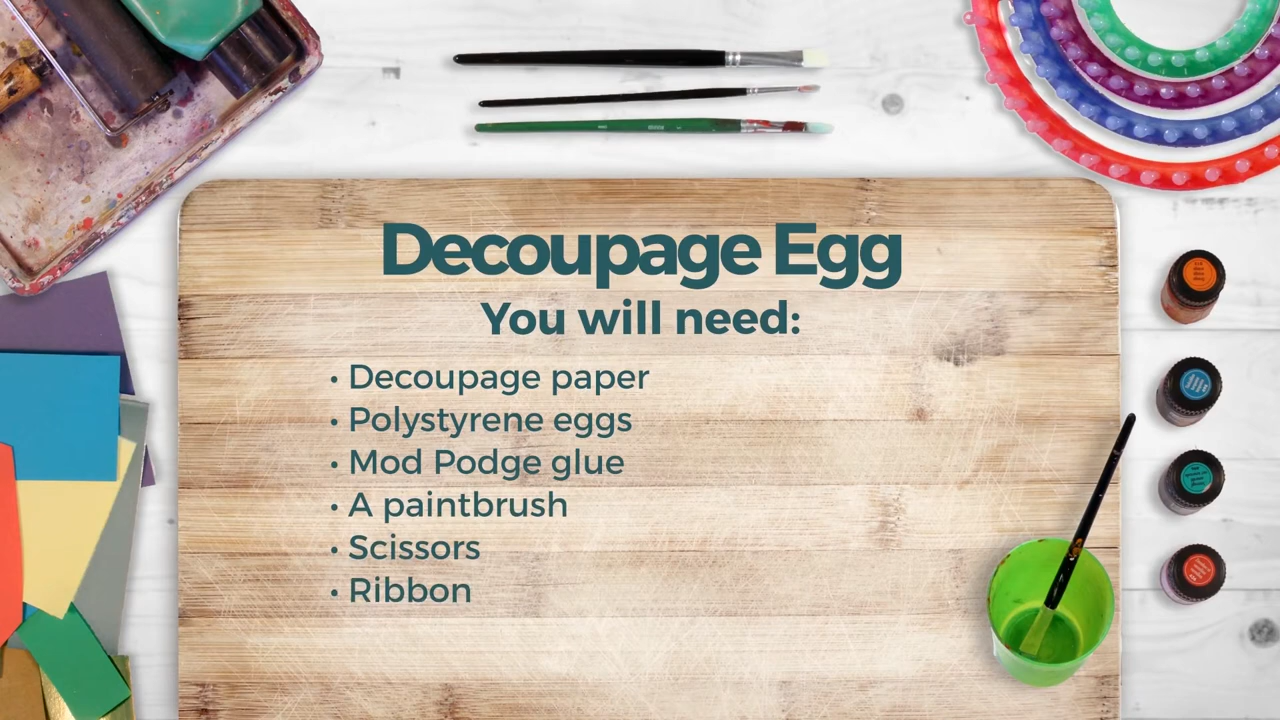 Decoupage Egg
You will need:
• Decoupage paper
• Polystyrene eggs
• Mod Podge glue
• A paintbrush
• Scissors
• Ribbon